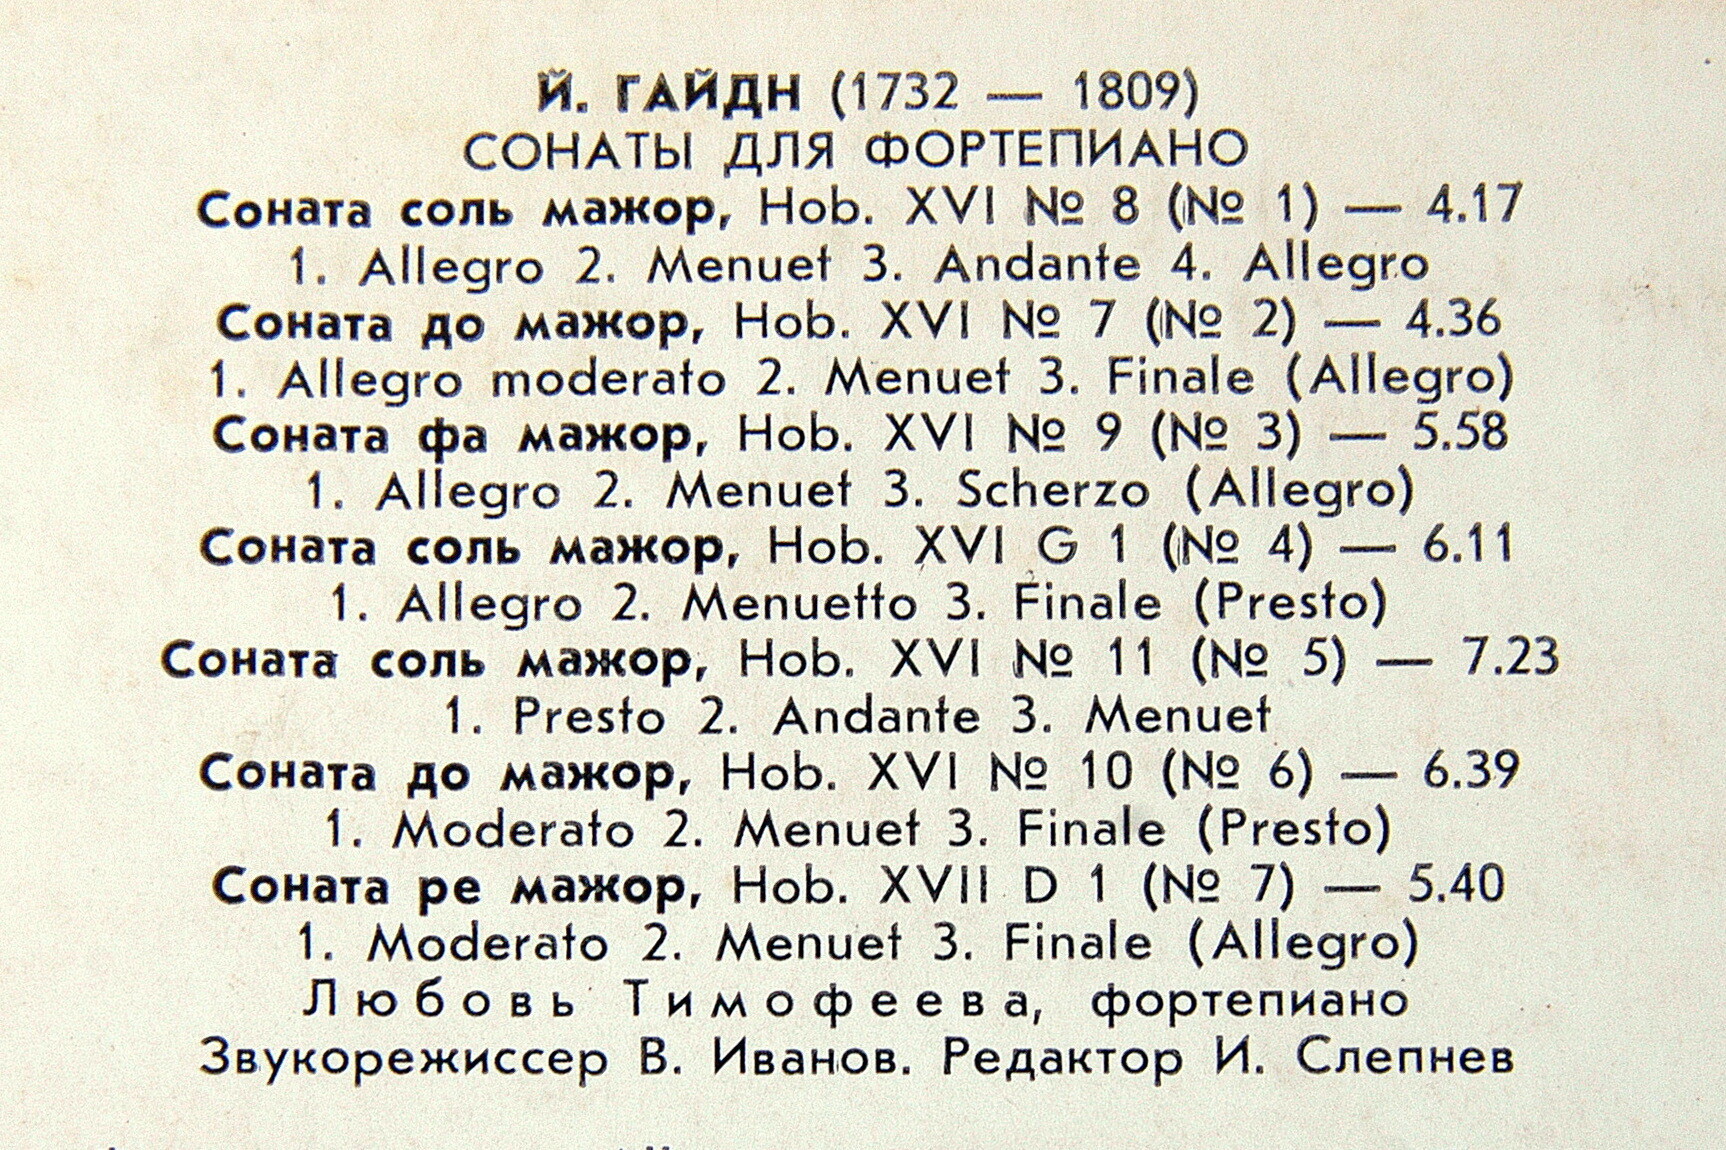 Й. ГАЙДН (1732 — 1809)
СОНАТЫ ДЛЯ ФОРТЕПИАНО
Соната соль мажор, Hob. XVI № 8 (№ 1) — 4.17
1. Allegro 2. Menuet 3. Andante 4. Allegro
Соната до мажор, Hob. XVI № 7 (№ 2) — 4.36
1. Allegro moderato 2. Menuet 3. Finale (Allegro)
Соната фа мажор, Hob. XVI № 9 (№ 3) — 5.58
1. Allegro 2. Menuet 3. Scherzo (Allegro)
Соната соль мажор, Hob. XVI G 1 (№ 4) — 6.11
1. Allegro 2. Menuetto 3. Finale (Presto)
Соната соль мажор, Hob. XVI № 11 (№ 5) — 7.23
1. Presto 2. Andante 3. Menuet
Соната до мажор, Hob. XVI № 10 (№ 6) — 6.39
1. Moderato 2. Menuet 3. Finale (Presto)
Соната ре мажор, Hob. XVII D 1 (№ 7) — 5.40
1. Moderato 2. Menuet 3. Finale (Allegro)
Любовь Тимофеева, фортепиано
Звукорежиссер В. Иванов. Редактор И. Слепнев